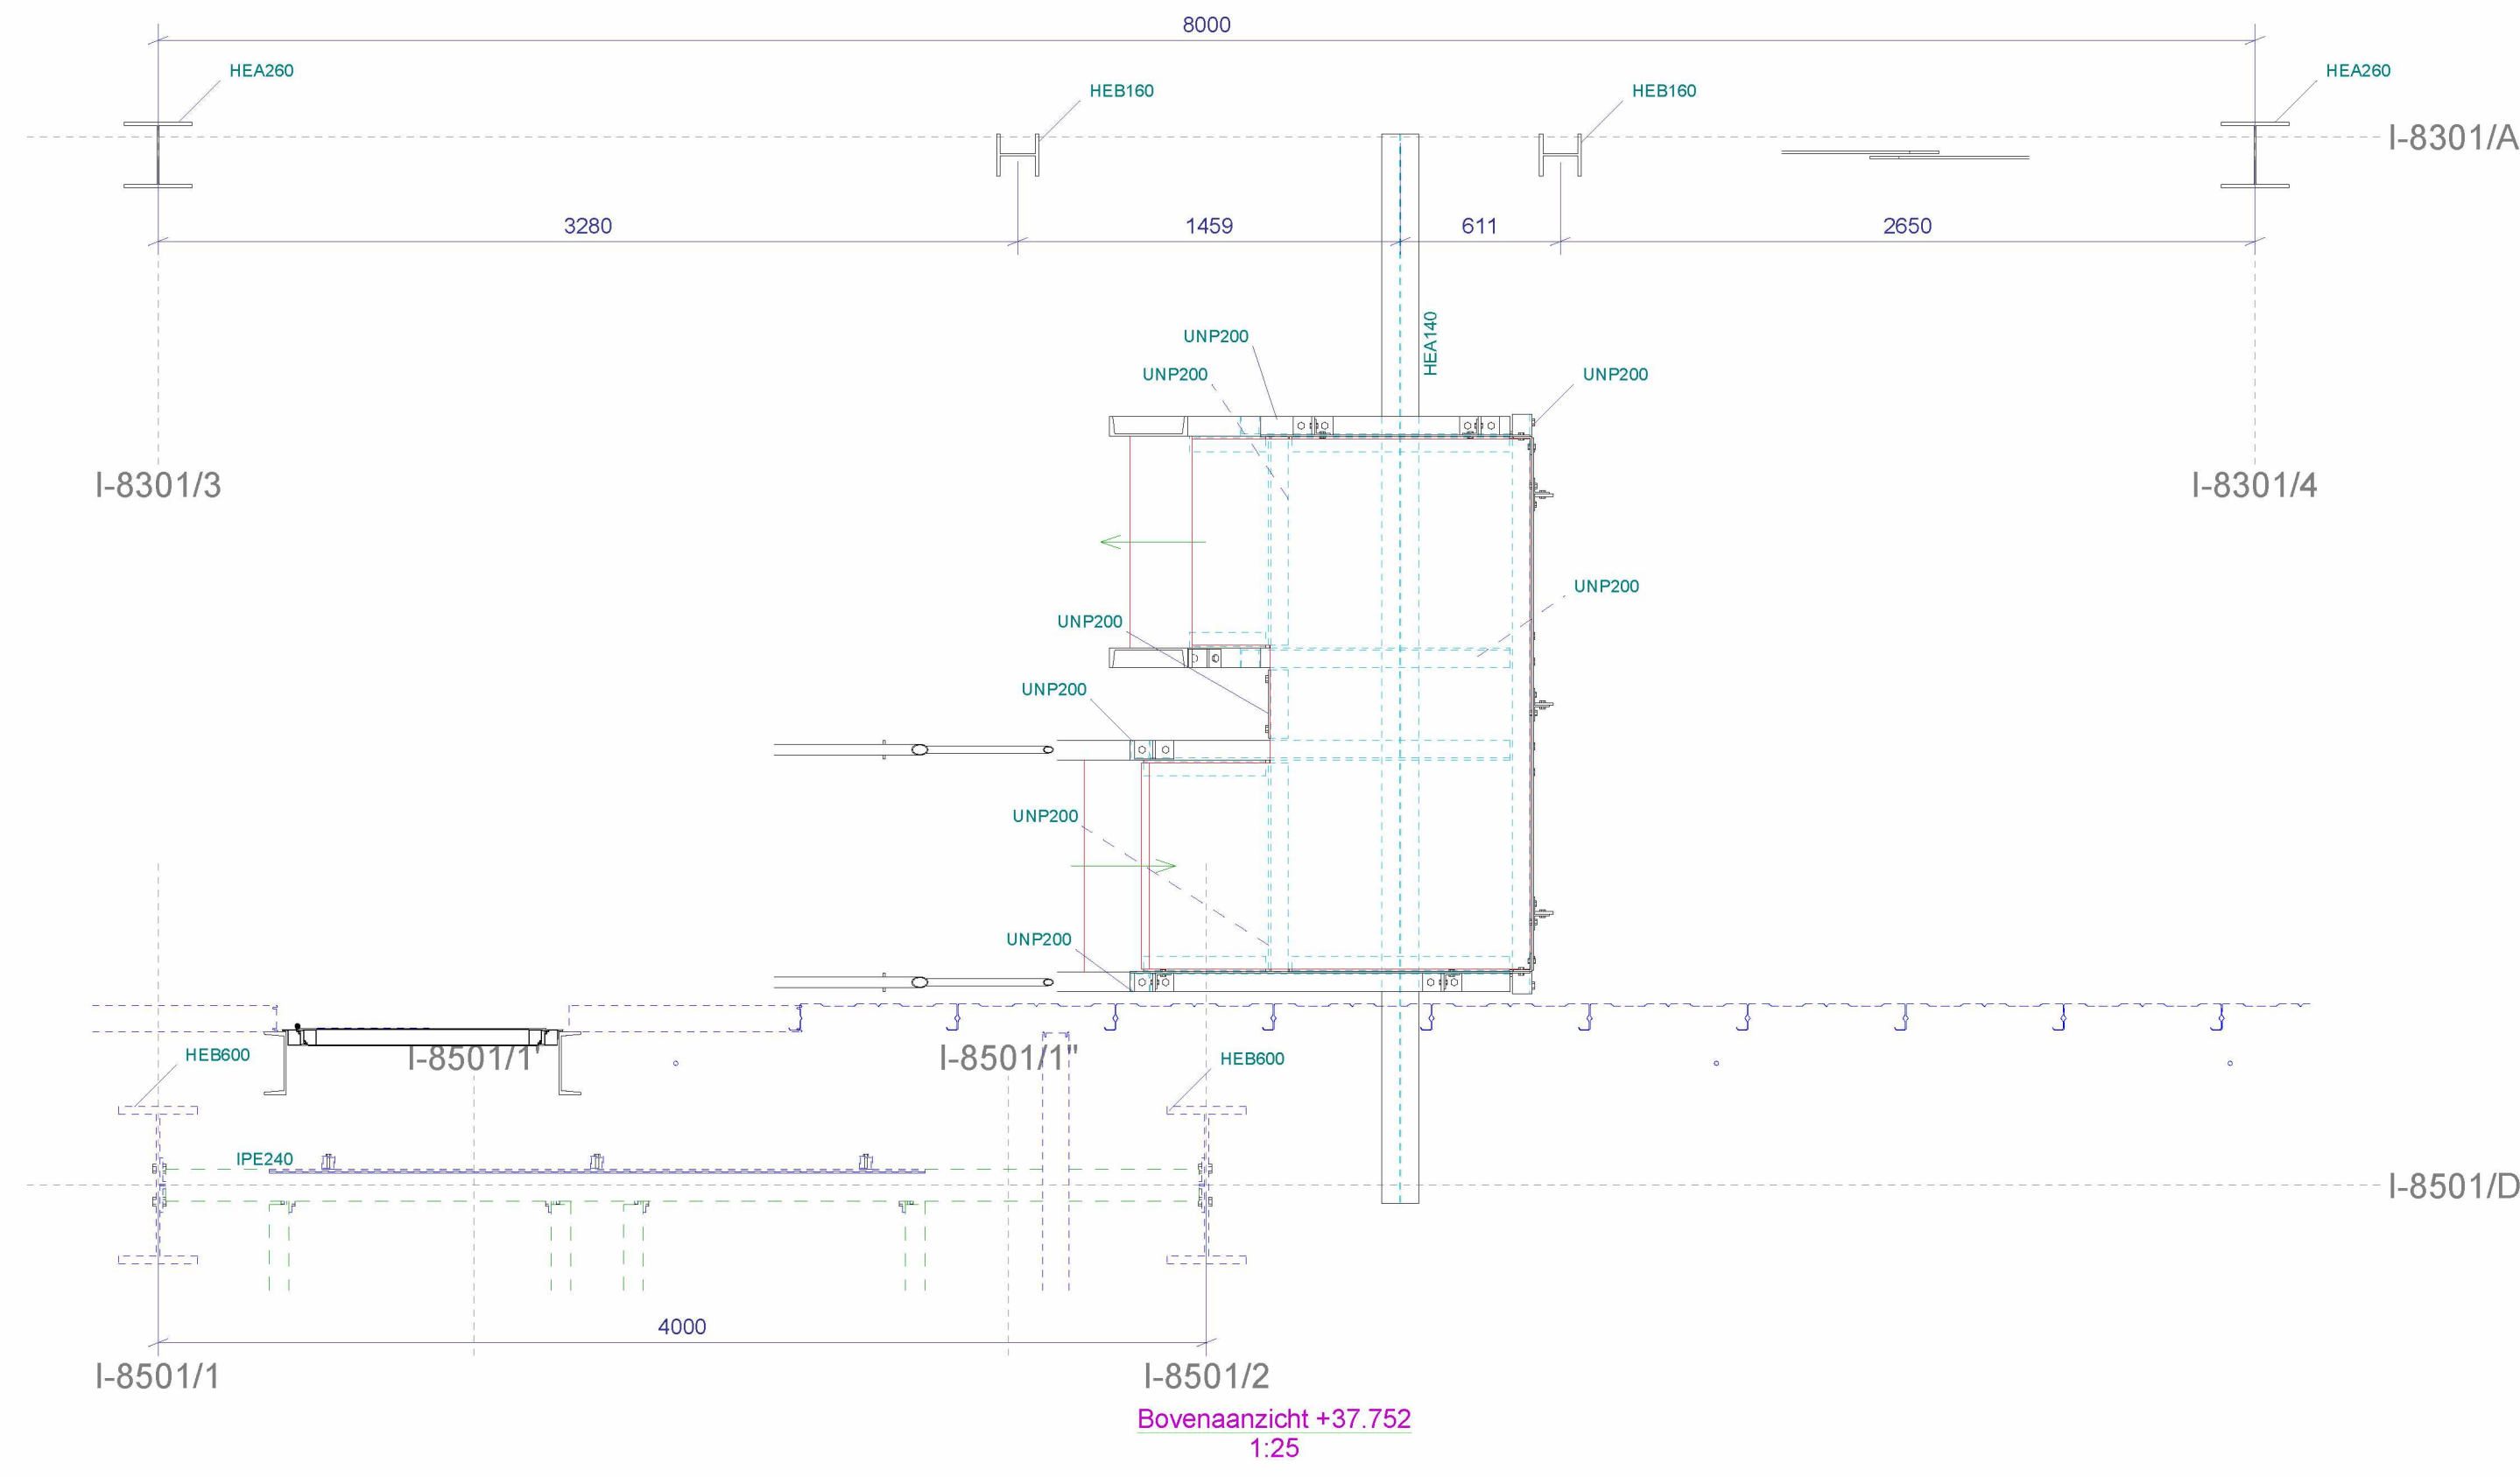 8000
HEA260
HEA260
HEB160
HEB160
I-8301/A
3280
1459
611
2650
HEA140
UNP200
UNP200
UNP200
I-8301/3
I-8301/4
UNP200
UNP200
UNP200
UNP200
UNP200
HEB600
I-8501/1'
I-8501/1"
HEB600
IPE240
I-8501/D
4000
I-8501/1
I-8501/2
Bovenaanzicht +37.752
1:25